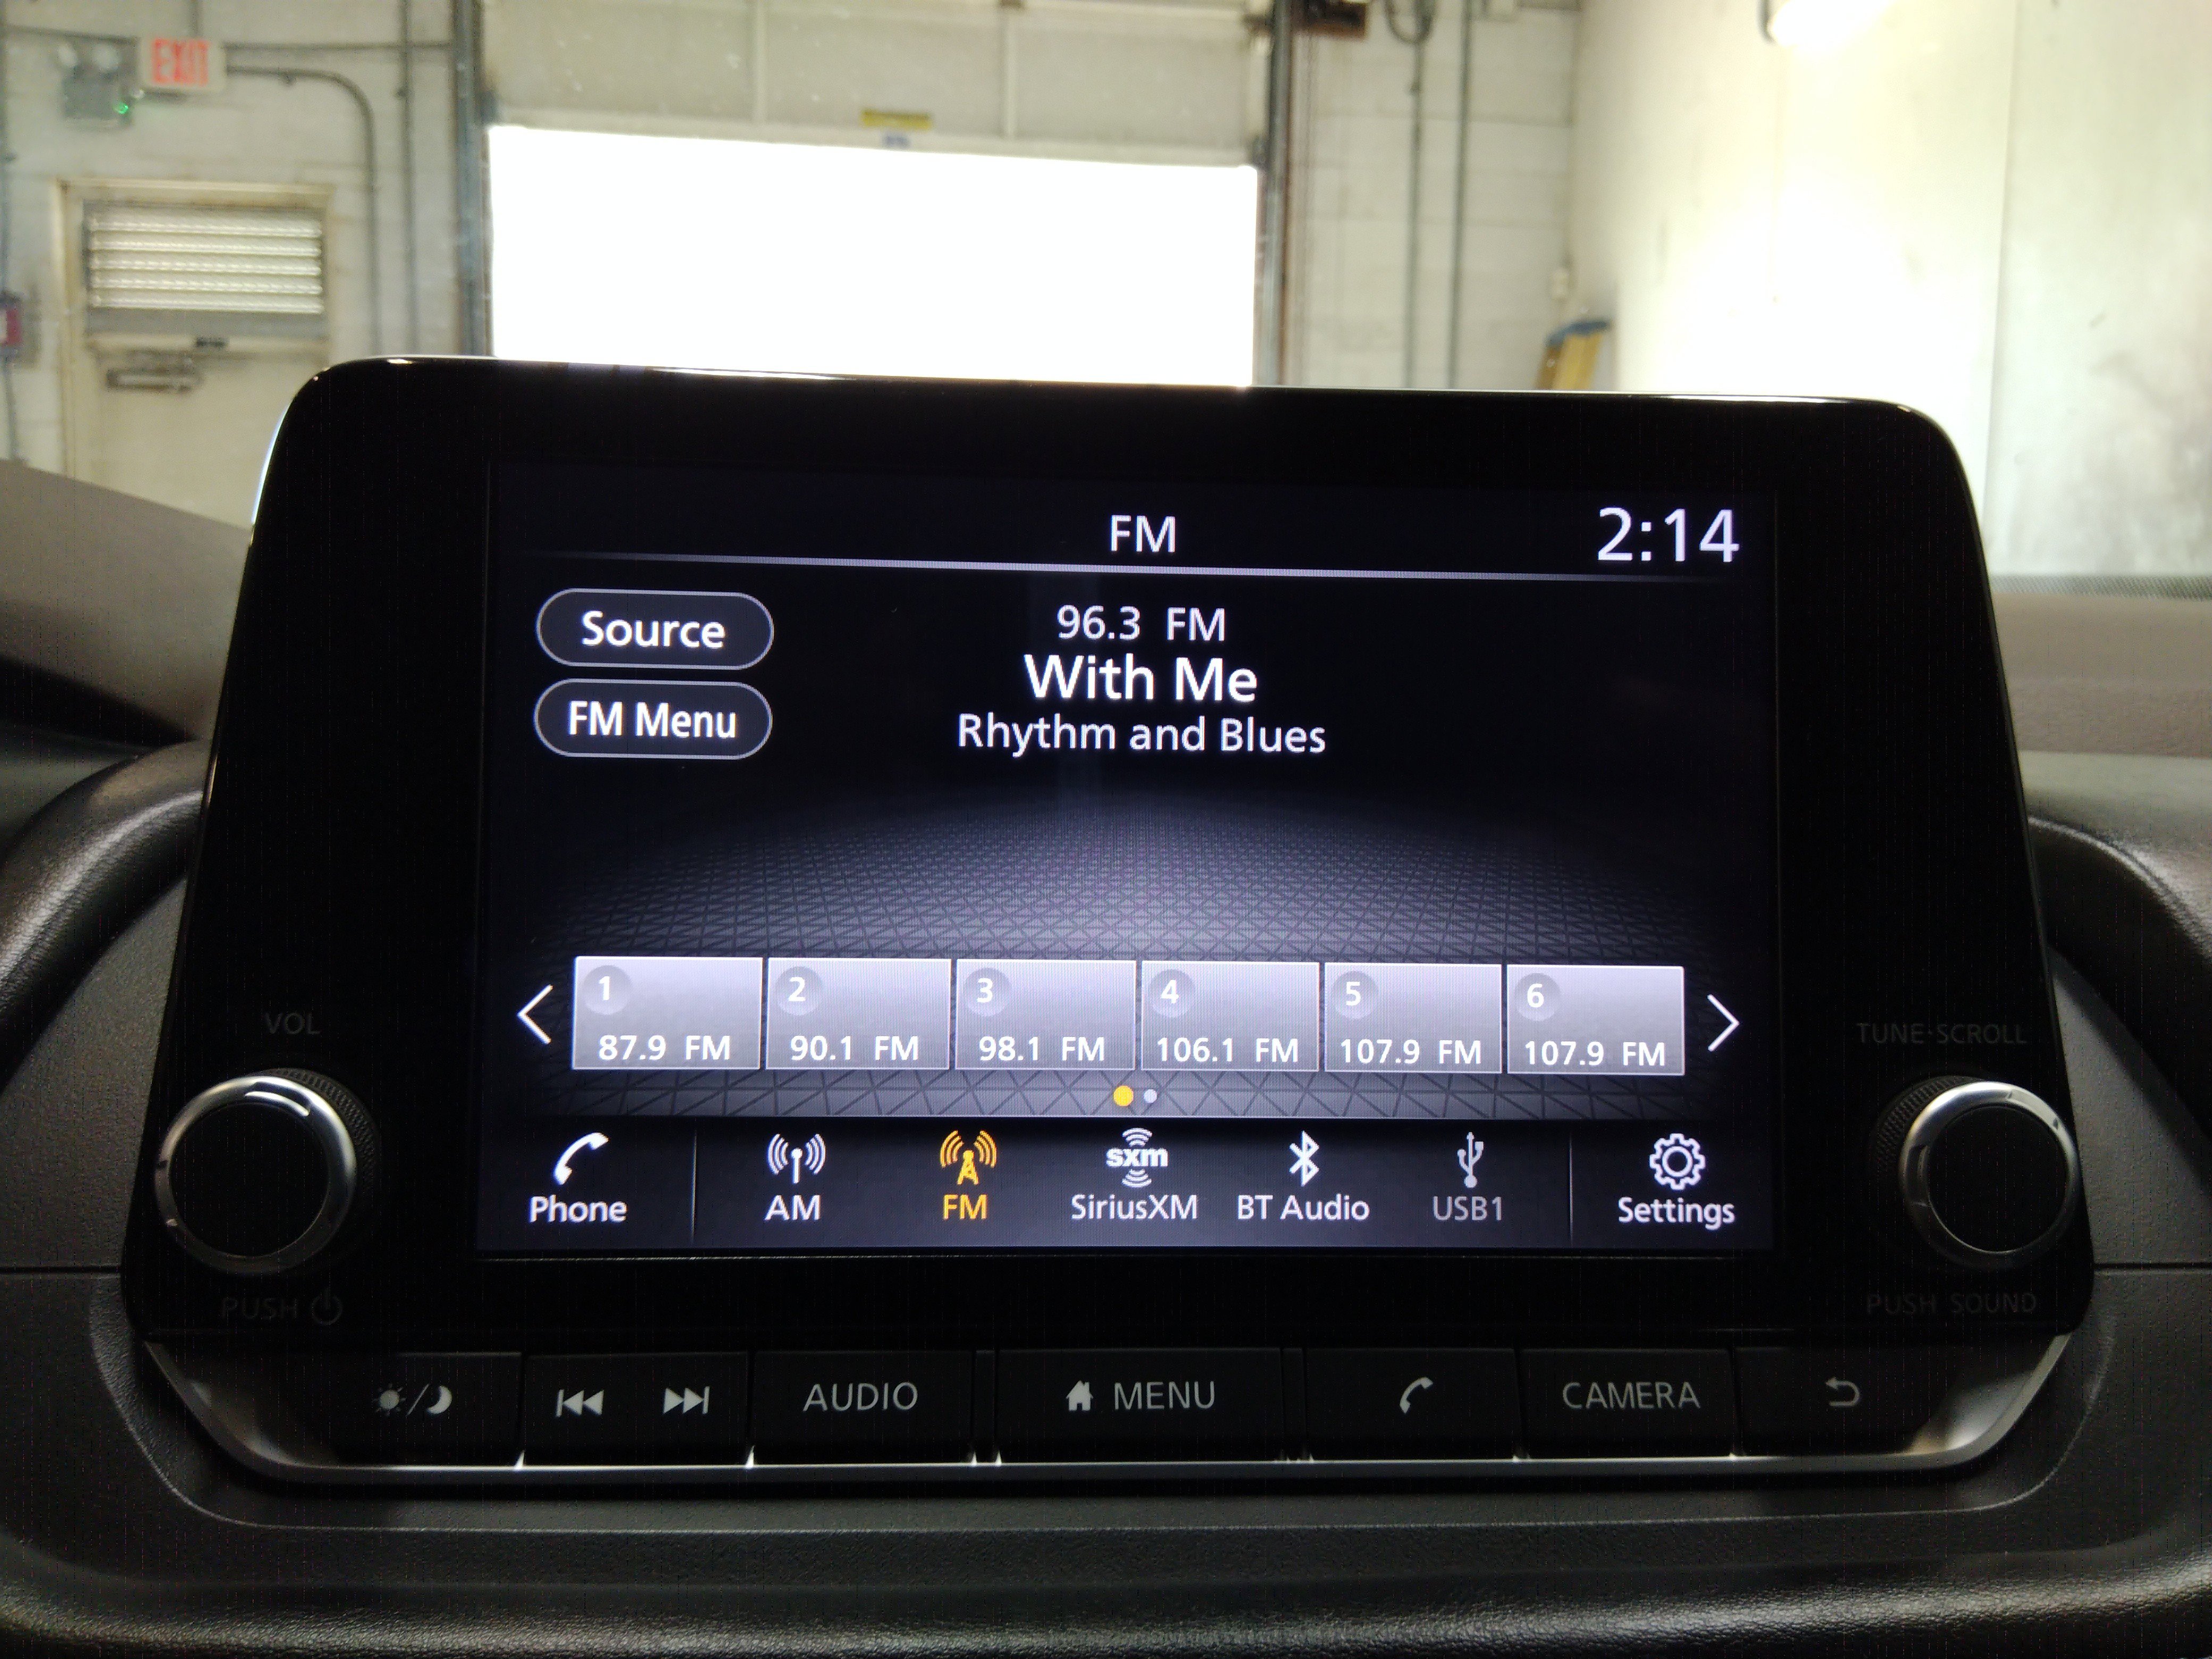 EXIT
FM
2:14
Source
FM Menu
96.3 FM
With Me
Rhythm and Blues
1
87.9 FM
2
90.1 FM
3
98.1 FM
4
106.1 FM
5
107.9 FM
6
107.9 FM
Phone
AM
FM
sxm
SiriusXM
BT Audio
USB1
Settings
VOL
PUSH
TUNE·SCROLL
PUSH SOUND
AUDIO
MENU
CAMERA